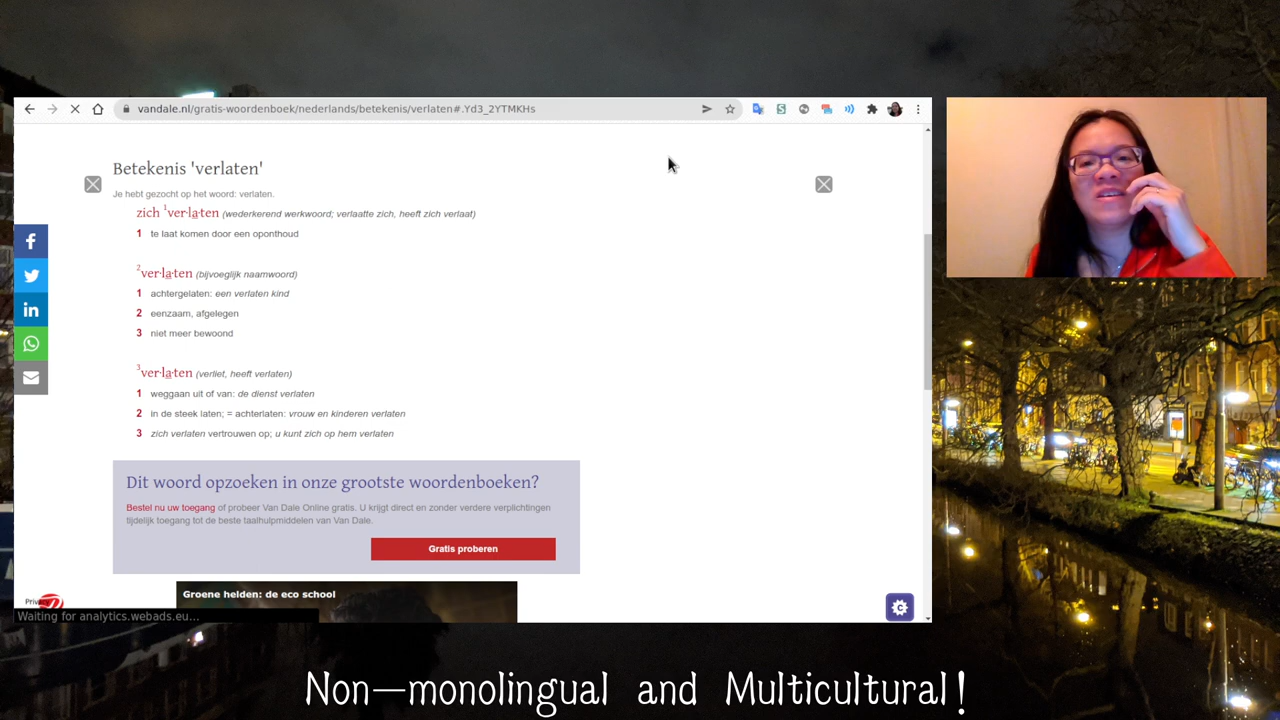 vandale.nl/gratis-woordenboek/nederlands/betekenis/verlaten#.Yd3_2YTMKHs
Betekenis 'verlaten'
Je hebt gezocht op het woord: verlaten.
zich ¹ver·la·ten (wederkerend werkwoord; verlaatte zich, heeft zich verlaat)
1 te laat komen door een oponthoud
²ver·la·ten (bijvoeglijk naamwoord)
1 achtergelaten: een verlaten kind
2 eenzaam, afgelegen
3 niet meer bewoond
³ver·la·ten (verliet, heeft verlaten)
1 weggaan uit of van: de dienst verlaten
2 in de steek laten; = achterlaten: vrouw en kinderen verlaten
3 zich verlaten vertrouwen op; u kunt zich op hem verlaten
Dit woord opzoeken in onze grootste woordenboeken?
Bestel nu uw toegang of probeer Van Dale Online gratis. U krijgt direct en zonder verdere verplichtingen
tijdelijk toegang tot de beste taalhulpmiddelen van Van Dale.
Gratis proberen
Groene helden: de eco school
Waiting for analytics.webads.eu...
Non-monolingual and Multicultural!